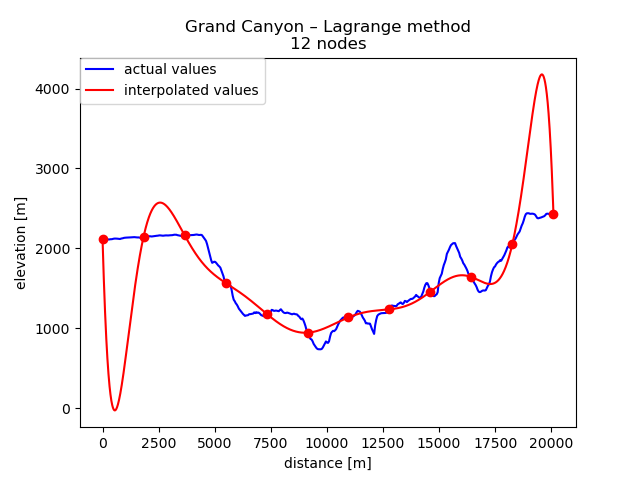 Grand Canyon – Lagrange method
12 nodes
actual values
interpolated values
4000
3000
2000
1000
0
elevation [m]
0
2500
5000
7500
10000
12500
15000
17500
20000
distance [m]